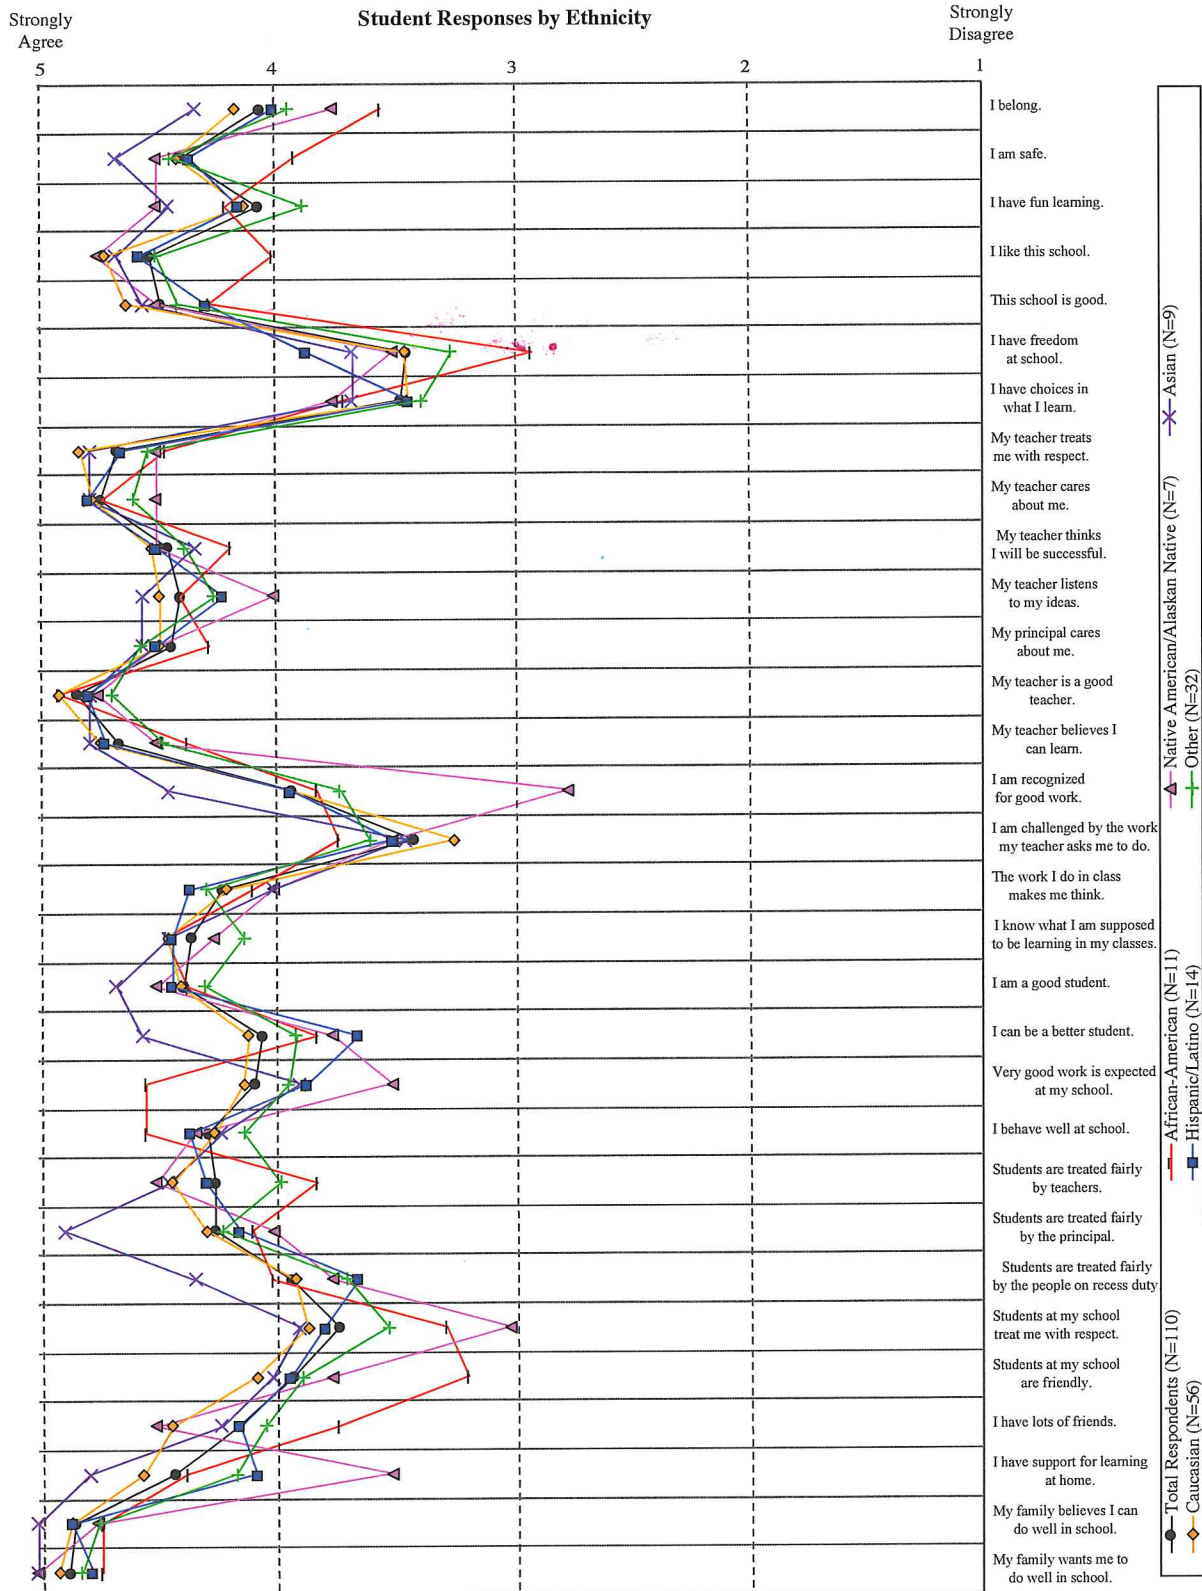 Student Responses by Ethnicity
Strongly
Agree
Strongly
Disagree
5
4
3
2
1
I belong.
I am safe.
I have fun learning.
I like this school.
This school is good.
I have freedom
at school.
I have choices in
what I learn.
My teacher treats
me with respect.
My teacher cares
about me.
My teacher thinks
I will be successful.
My teacher listens
to my ideas.
My principal cares
about me.
My teacher is a good
teacher.
My teacher believes I
can learn.
I am recognized
for good work.
I am challenged by the work
my teacher asks me to do.
The work I do in class
makes me think.
I know what I am supposed
to be learning in my classes.
I am a good student.
I can be a better student.
Very good work is expected
at my school.
I behave well at school.
Students are treated fairly
by teachers.
Students are treated fairly
by the principal.
Students are treated fairly
by the people on recess duty
Students at my school
treat me with respect.
Students at my school
are friendly.
I have lots of friends.
I have support for learning
at home.
My family believes I can
do well in school.
My family wants me to
do well in school.
Total Respondents (N=110)
African-American (N=11)
Native American/Alaskan Native (N=7)
Asian (N=9)
Caucasian (N=56)
Hispanic/Latino (N=14)
Other (N=32)